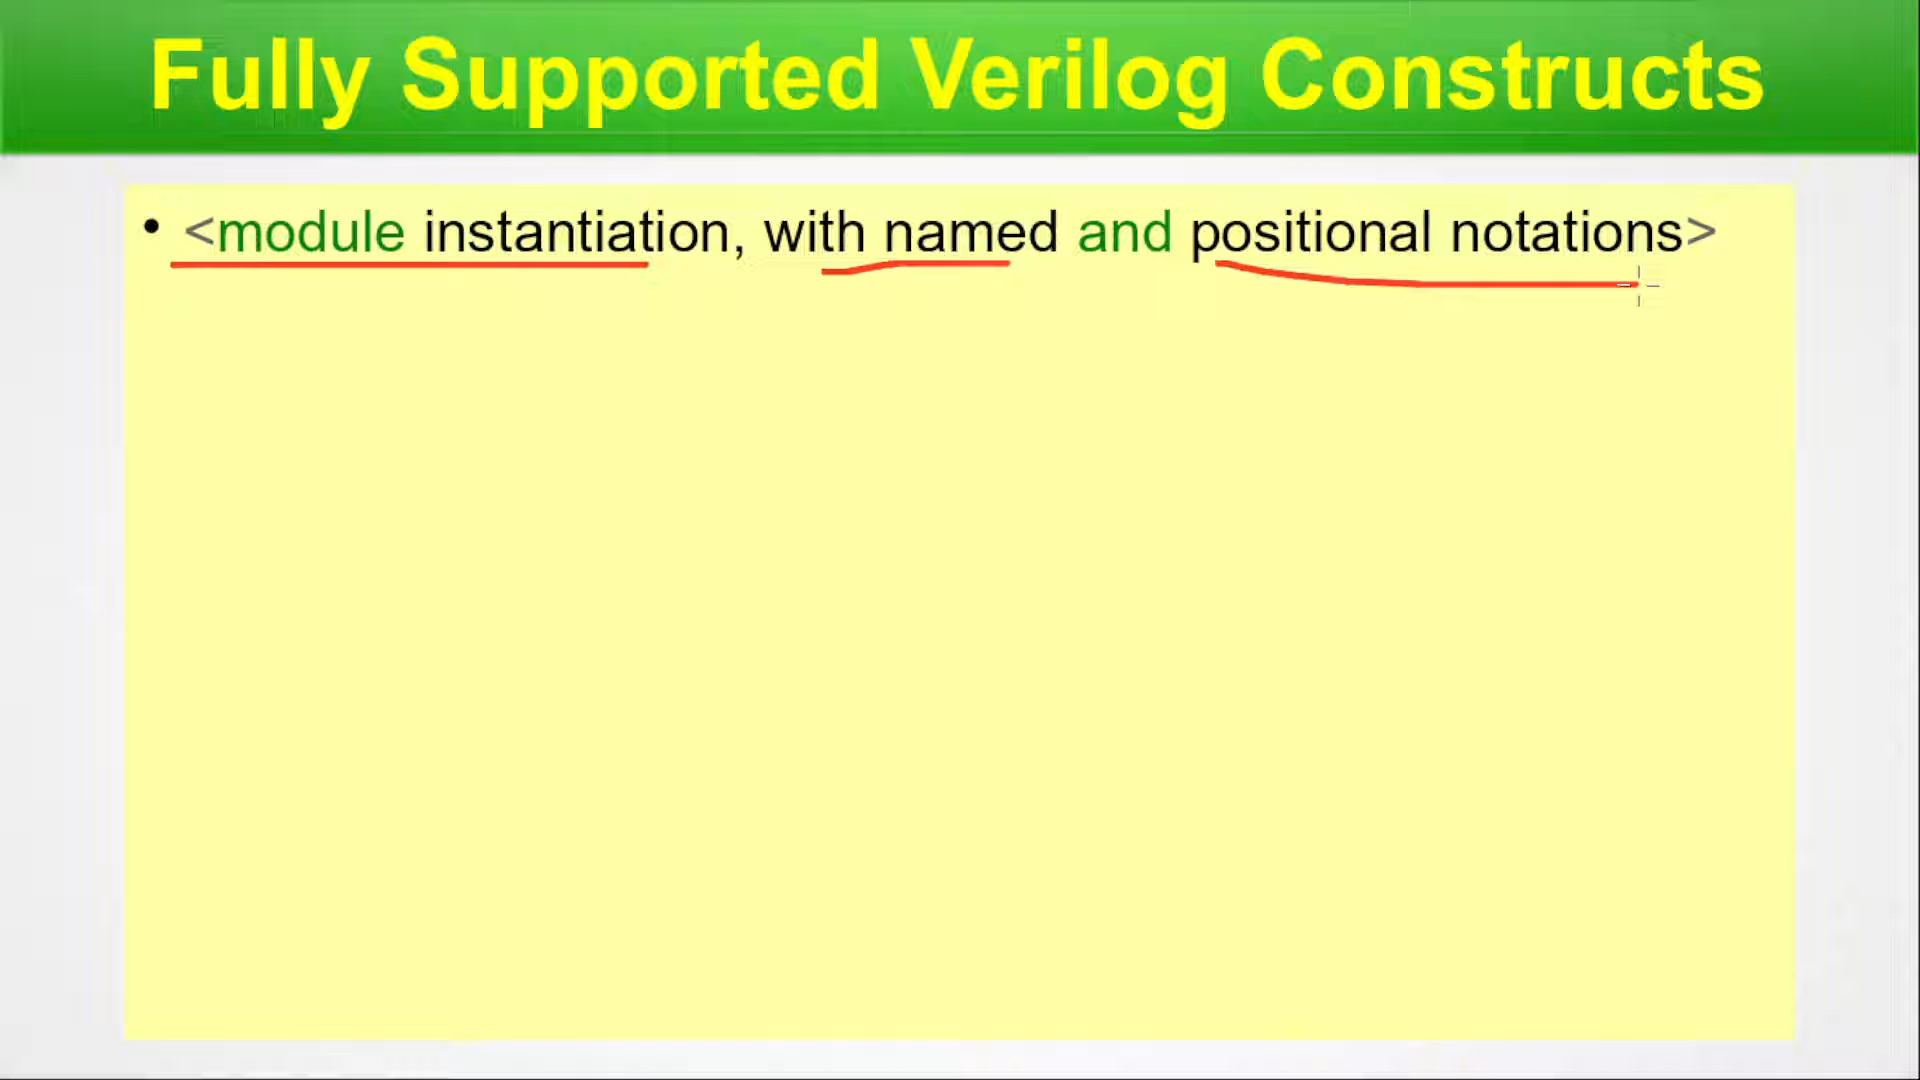 Fully Supported Verilog Constructs
• <module instantiation, with named and positional notations>